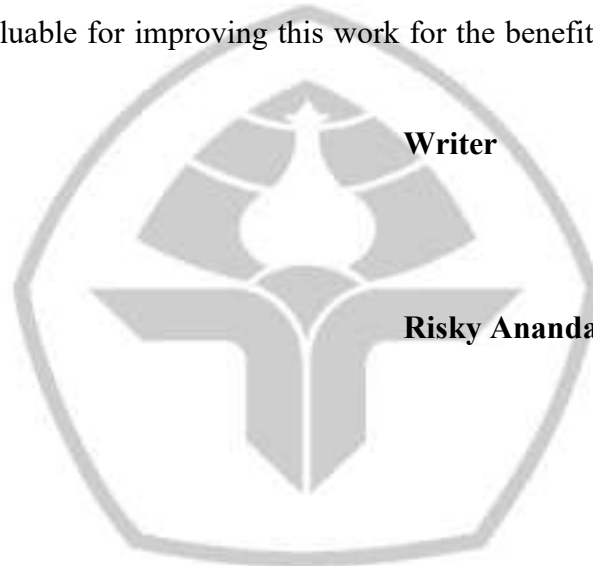 luable for improving this work for the benefit
Writer
Risky Ananda